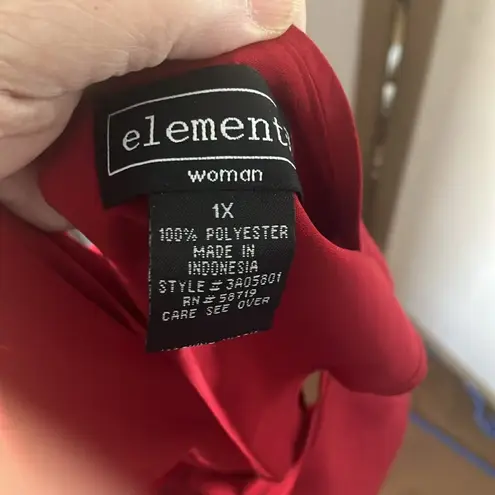 element
woman
1X
100% POLYESTER
MADE IN
INDONESIA
STYLE# 3A05601
RN# 58719
CARE SEE OVER